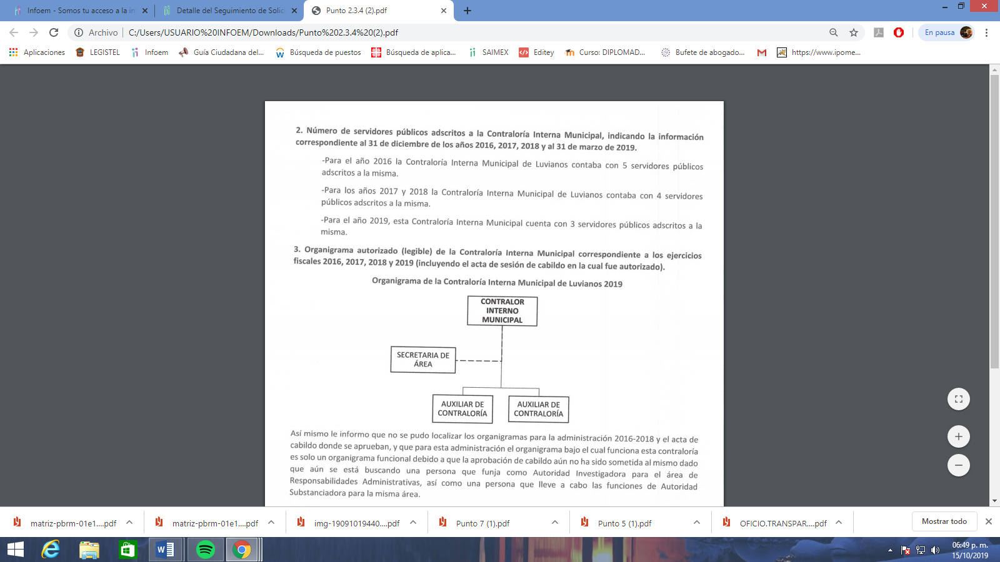 Infoem - Somos tu acceso a la in
Detalle del Seguimiento de Solici
Punto 2.3.4 (2).pdf
Archivo
C:/Users/USUARIO%20INFOEM/Downloads/Punto%202.3.4%20(2).pdf
En pausa
Aplicaciones
LEGISTEL
Infoem
Guía Ciudadana del...
Búsqueda de puestos
Búsqueda de aplica...
SAIMEX
Editey
Curso: DIPLOMAD...
Bufete de abogado...
https://www.ipome...
2. Número de servidores públicos adscritos a la Contraloría Interna Municipal, indicando la información
correspondiente al 31 de diciembre de los años 2016, 2017, 2018 y al 31 de marzo de 2019.
-Para el año 2016 la Contraloría Interna Municipal de Luvianos contaba con 5 servidores públicos
adscritos a la misma.
-Para los años 2017 y 2018 la Contraloría Interna Municipal de Luvianos contaba con 4 servidores
públicos adscritos a la misma.
-Para el año 2019, esta Contraloría Interna Municipal cuenta con 3 servidores públicos adscritos a la
misma.
3. Organigrama autorizado (legible) de la Contraloría Interna Municipal correspondiente a los ejercicios
fiscales 2016, 2017, 2018 y 2019 (incluyendo el acta de sesión de cabildo en la cual fue autorizado).
Organigrama de la Contraloría Interna Municipal de Luvianos 2019
CONTRALOR
INTERNO
MUNICIPAL
SECRETARIA DE
ÁREA
AUXILIAR DE
CONTRALORÍA
AUXILIAR DE
CONTRALORÍA
Así mismo le informo que no se pudo localizar los organigramas para la administración 2016-2018 y el acta de
cabildo donde se aprueban, y que para esta administración el organigrama bajo el cual funciona esta contraloría
es solo un organigrama funcional debido a que la aprobación de cabildo aún no ha sido sometida al mismo dado
que aún se está buscando una persona que funja como Autoridad Investigadora para el área de
Responsabilidades Administrativas, así como una persona que lleve a cabo las funciones de Autoridad
Substanciadora para la misma área.
matriz-pbrm-01e1....pdf
matriz-pbrm-01e1....pdf
img-19091019440....pdf
Punto 7 (1).pdf
Punto 5 (1).pdf
OFICIO.TRANSPAR....pdf
Mostrar todo
06:49 p. m.
15/10/2019